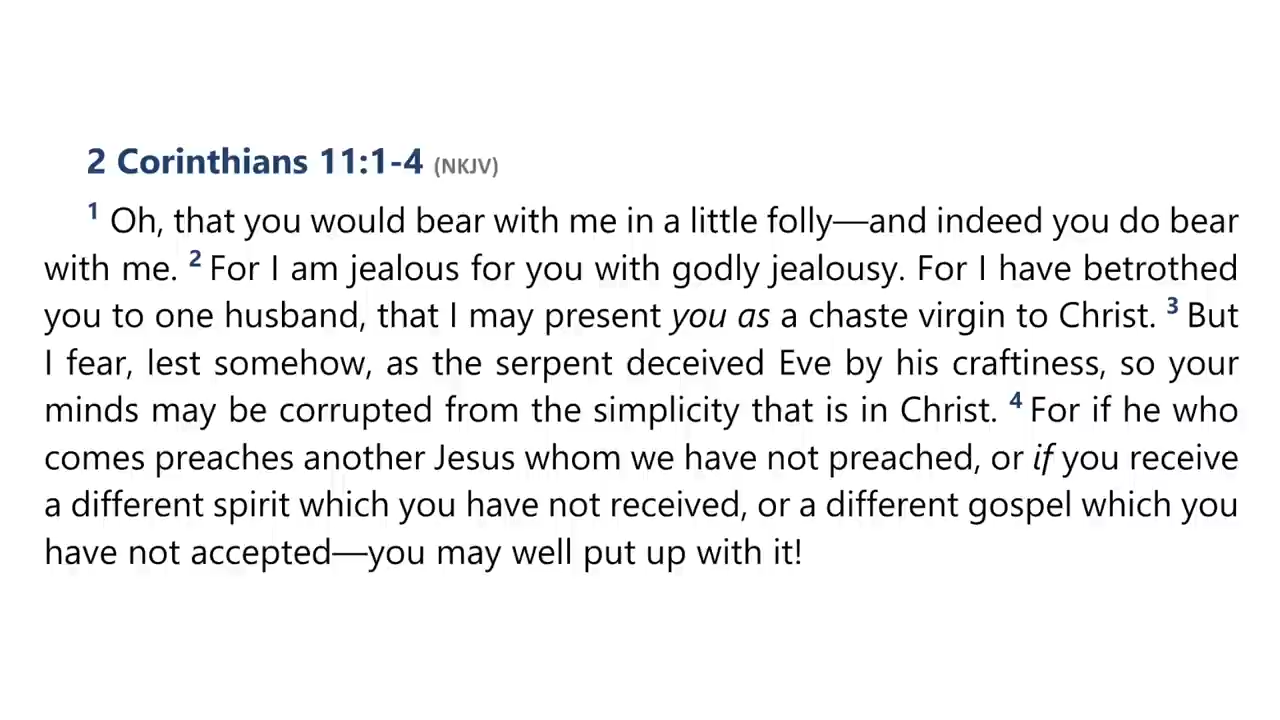 2 Corinthians 11:1-4 (NKJV)
1 Oh, that you would bear with me in a little folly—and indeed you do bear
with me. 2 For I am jealous for you with godly jealousy. For I have betrothed
you to one husband, that I may present you as a chaste virgin to Christ. 3 But
I fear, lest somehow, as the serpent deceived Eve by his craftiness, so your
minds may be corrupted from the simplicity that is in Christ. 4 For if he who
comes preaches another Jesus whom we have not preached, or if you receive
a different spirit which you have not received, or a different gospel which you
have not accepted—you may well put up with it!